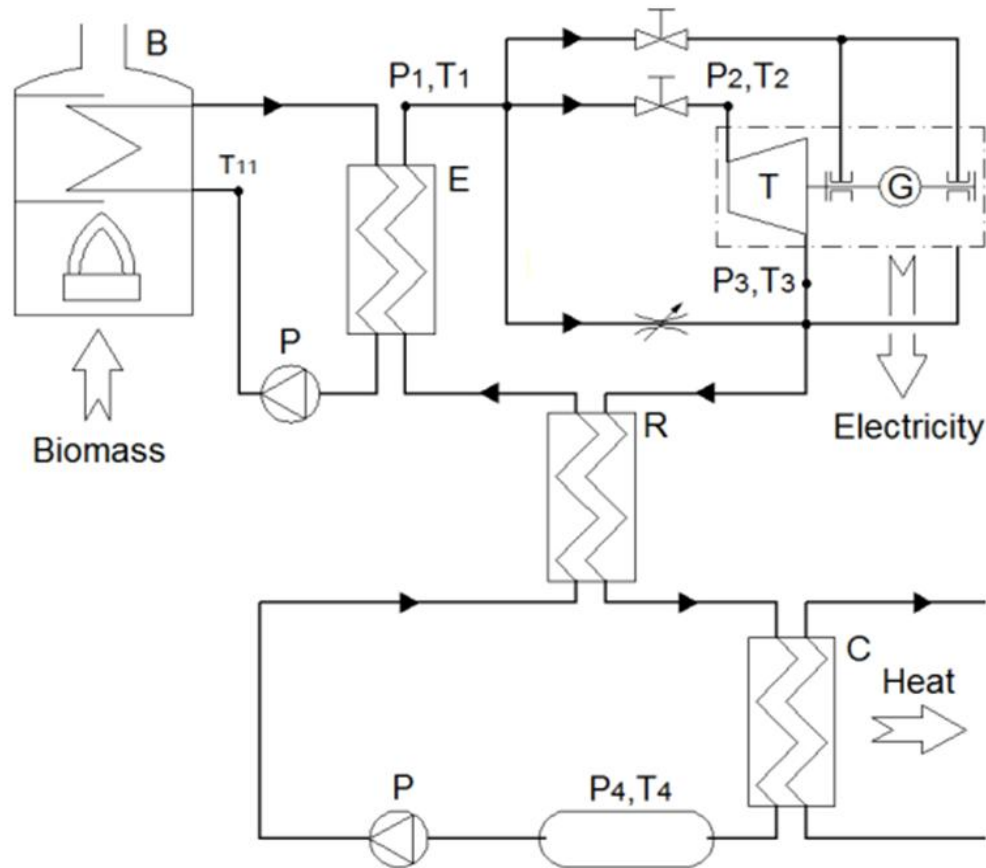 B
P1,T1
P2,T2
T11
E
T
G
P3,T3
P
R
Biomass
Electricity
C
Heat
P
P4,T4